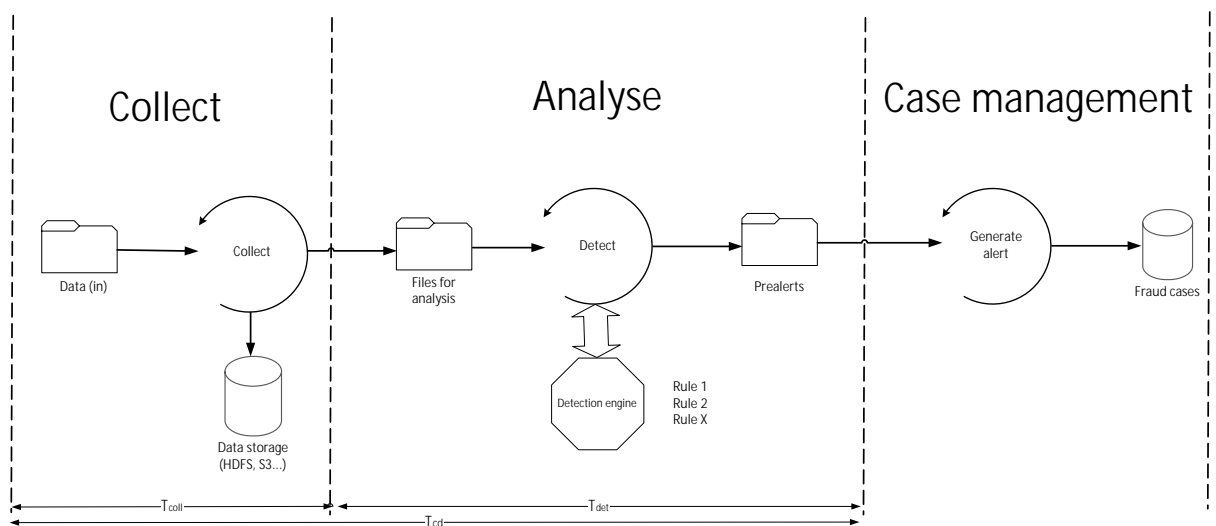 Collect
Analyse
Case management
Data (in)
Collect
Files for
analysis
Detect
Prealerts
Generate
alert
Fraud cases
Data storage
(HDFS, S3...)
Detection engine
Rule 1
Rule 2
Rule X
Tcoll
Tdet
Tcd